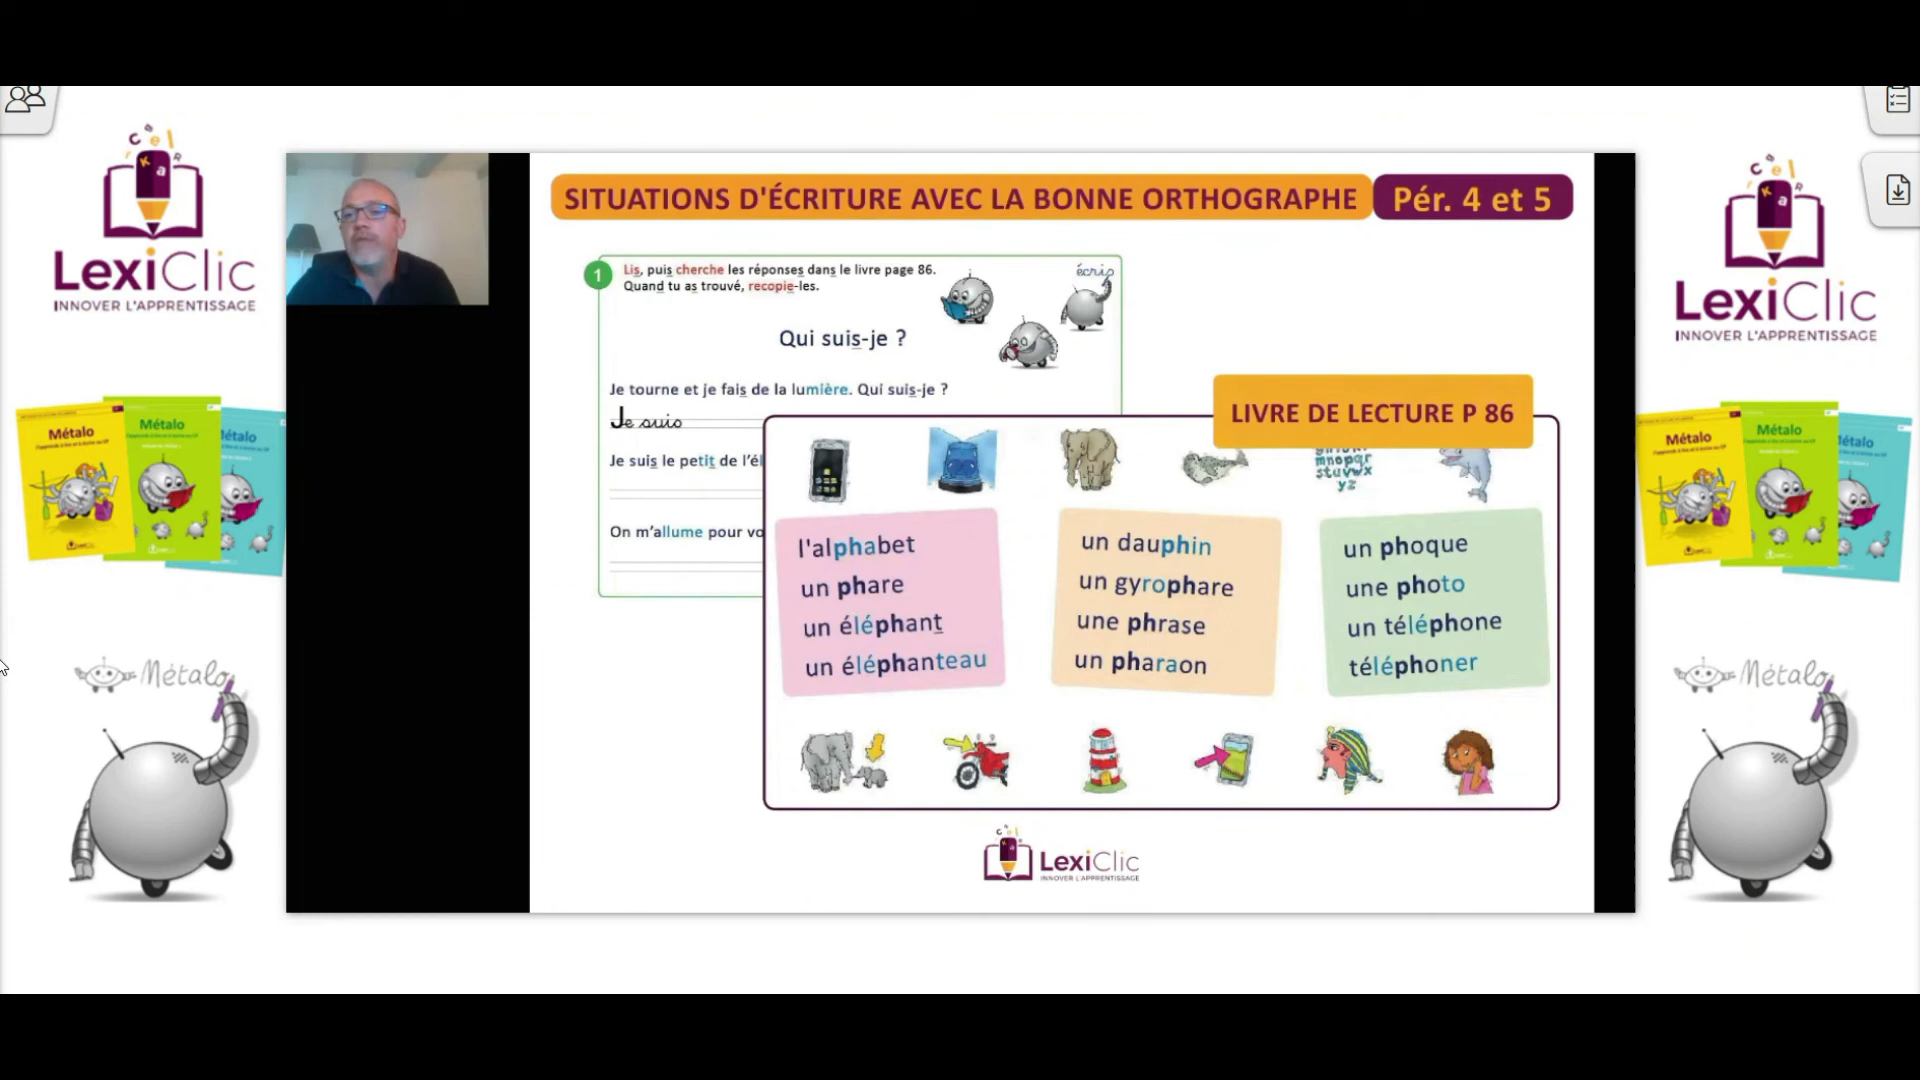 LexiClic
INNOVER L'APPRENTISSAGE
Métalo
Métalo
Métalo
Métalo
SITUATIONS D'ÉCRITURE AVEC LA BONNE ORTHOGRAPHE
Pér. 4 et 5
1
Lis, puis cherche les réponses dans le livre page 86.
Quand tu as trouvé, recopie-les.
écris
Qui suis-je ?
Je tourne et je fais de la lumière. Qui suis-je ?
Je suis
Je suis le petit de l'él
On m'allume pour vo
LIVRE DE LECTURE P 86
mnopqr
stuvwx
yz
l'alphabet
un phare
un éléphant
un éléphanteau
un dauphin
un gyrophare
une phrase
un pharaon
un phoque
une photo
un téléphone
téléphoner
LexiClic
INNOVER L'APPRENTISSAGE
LexiClic
INNOVER L'APPRENTISSAGE
Métalo
Métalo
Métalo
Métalo